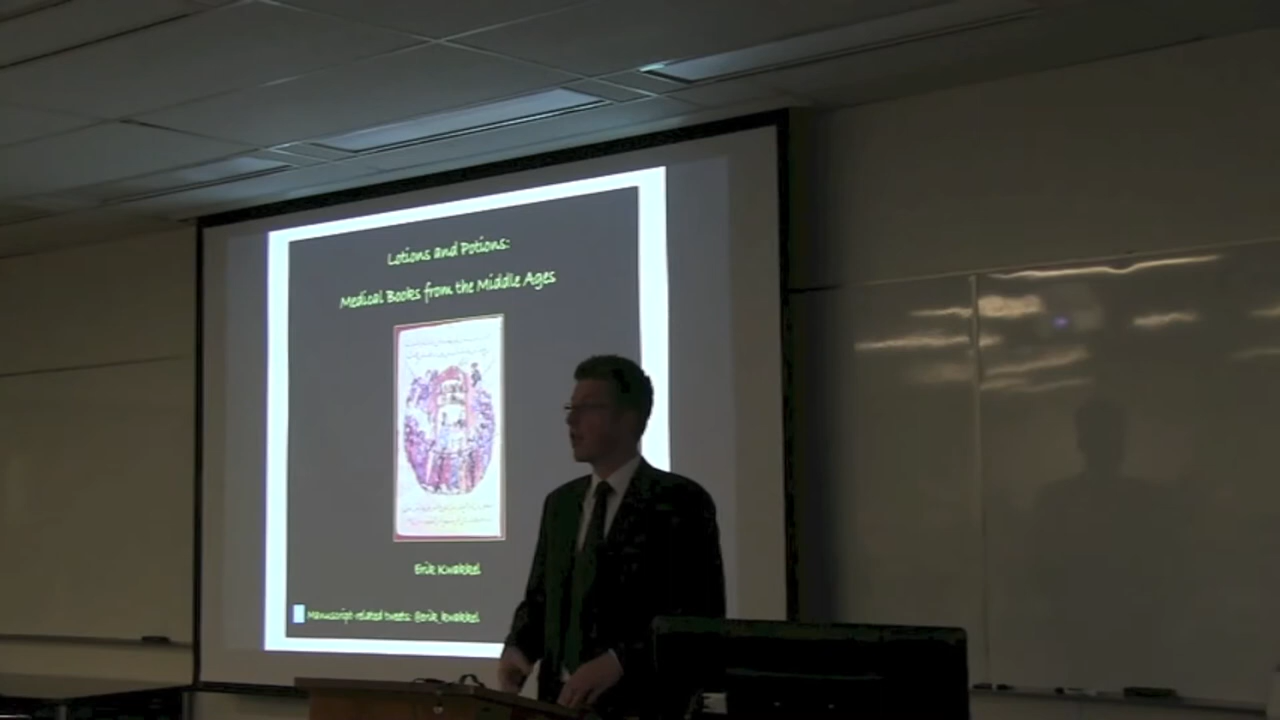 Lotions and Potions:
Medical Books from the Middle Ages
Erik Kwakkel
Manuscript-related tweets: @erik_kwakkel